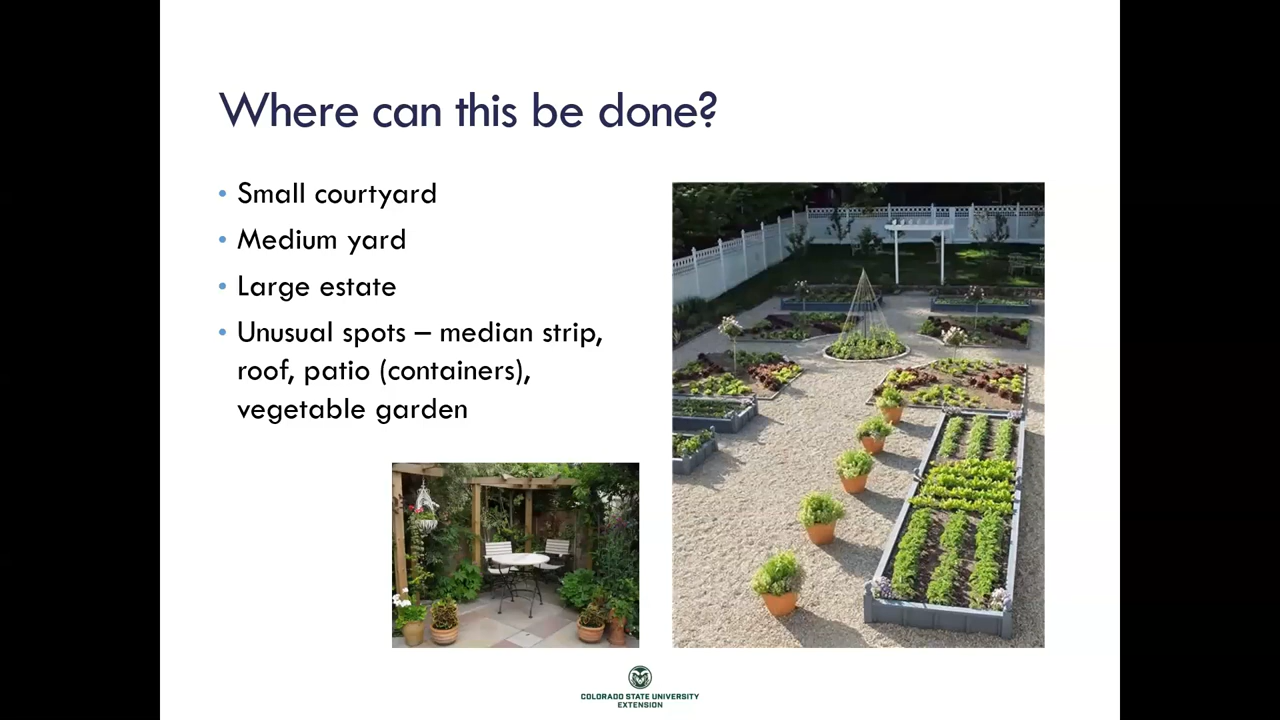 Where can this be done?
• Small courtyard
• Medium yard
• Large estate
• Unusual spots – median strip,
roof, patio (containers),
vegetable garden
COLORADO STATE UNIVERSITY
EXTENSION